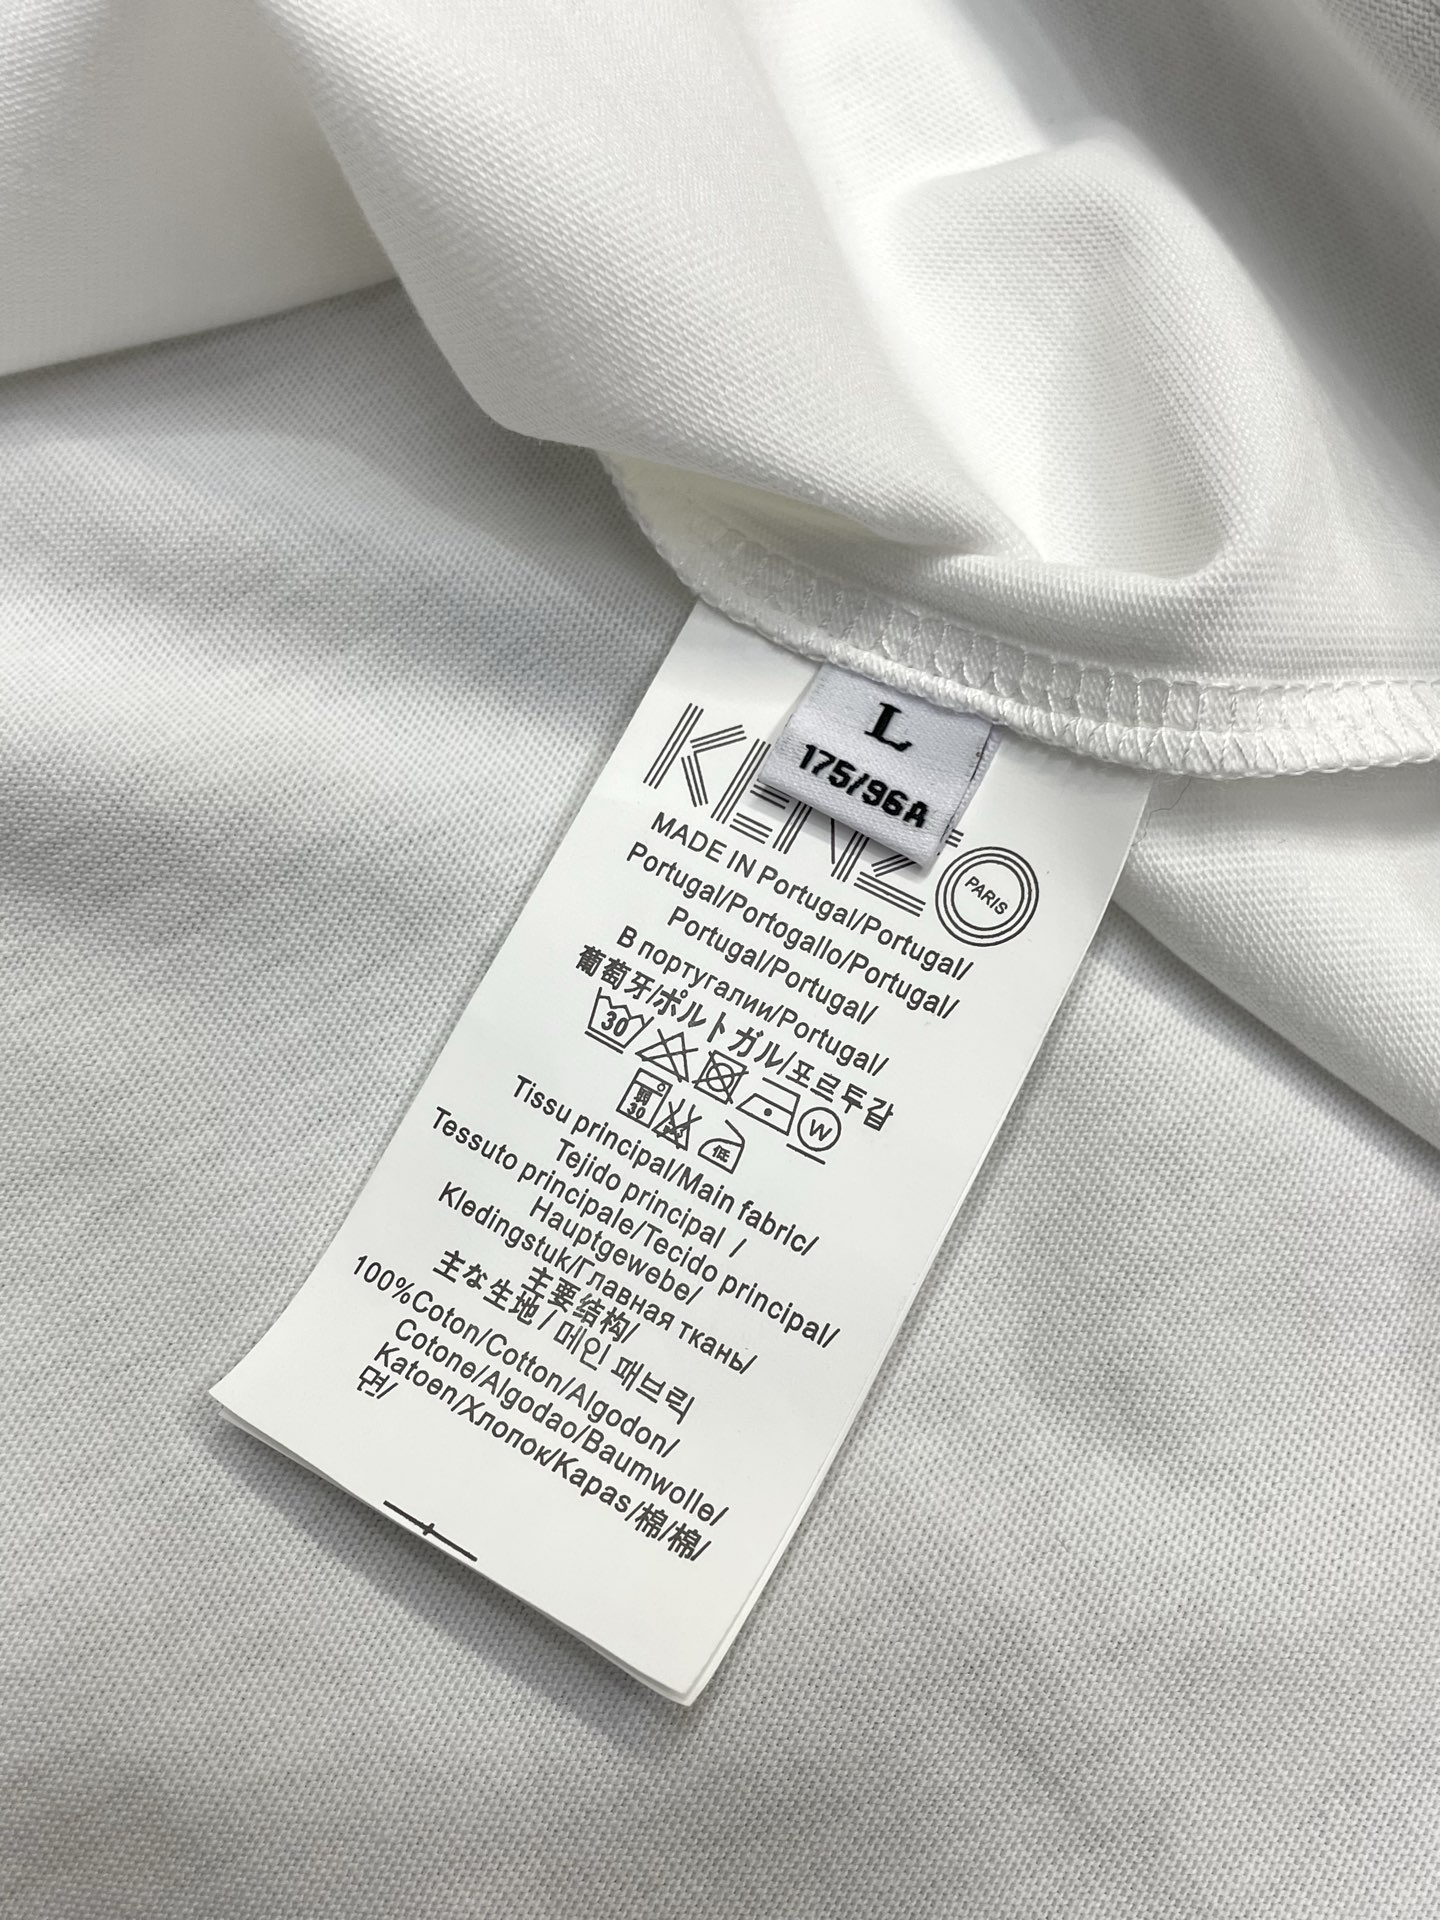 L
175/96A
KENZO
PARIS
MADE IN Portugal/Portugal/
Portugal/Portogallo/Portugal/
Portugal/Portugal/
В португалии/Portugal/
葡萄牙/ポルトガル/포르투갈
30
W
弱
30
低
Tissu principal/Main fabric/
Tejido principal /
Tessuto principale/Tecido principal/
Hauptgewebe/
Kledingstuk/Главная ткань/
主要结构/
主な生地 / 메인 패브릭
100%Coton/Cotton/Algodon/
Cotone/Algodao/Baumwolle/
Katoen/Хлопок/Kapas/棉/棉/
면/